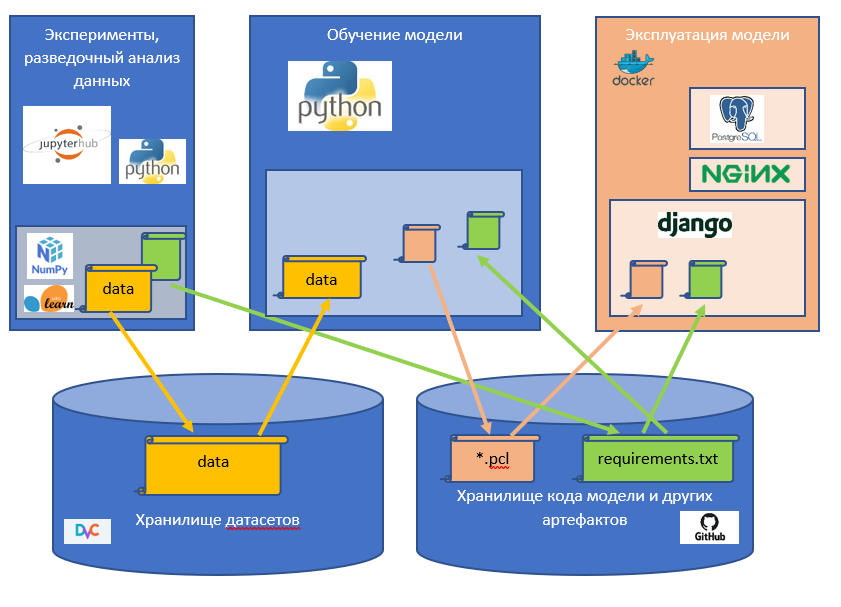 Эксперименты,
разведочный анализ
данных
jupyterhub
python
NumPy
learn
data
Обучение модели
python
data
Эксплуатация модели
docker
PostgreSQL
NGINX
django
data
Хранилище датасетов
DVC
*.pcl
requirements.txt
Хранилище кода модели и других
артефактов
GitHub